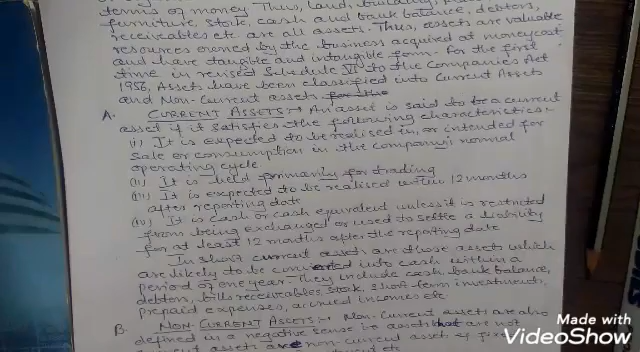 terms of money Thus, land, building,
furniture, stock, cash and bank balance, debtors,
receivables etc are all assets. Thus, assets are valuable
resources owned by the business acquired at money cost
and have tangible and intangible form. For the first
time in revised Schedule VI to the Companies Act
1956, Assets have been classified into Current Assets
and Non-Current assets
A. CURRENT ASSETS:- An asset is said to be a current
asset if it satisfies the following characteristics:-
(i) It is expected to be realised in, or intended for
sale or consumption in the company's normal
operating cycle
(ii) It is held primarily for trading
(iii) It is expected to be realised within 12 months
after reporting date
(iv) It is cash or cash equivalent unless it is restricted
from being exchanged or used to settle a liability
for at least 12 months after the reporting date
In short current assets are those assets which
are likely to be converted into cash within a
period of one year. They include cash, bank balance,
debtors, bills receivables, stock, short-term investments,
prepaid expenses, accrued incomes etc
B. NON-CURRENT ASSETS:- Non-Current assets are also
defined in a negative sense i.e assets that are not
current assets are non-current assets
Made with
VideoShow